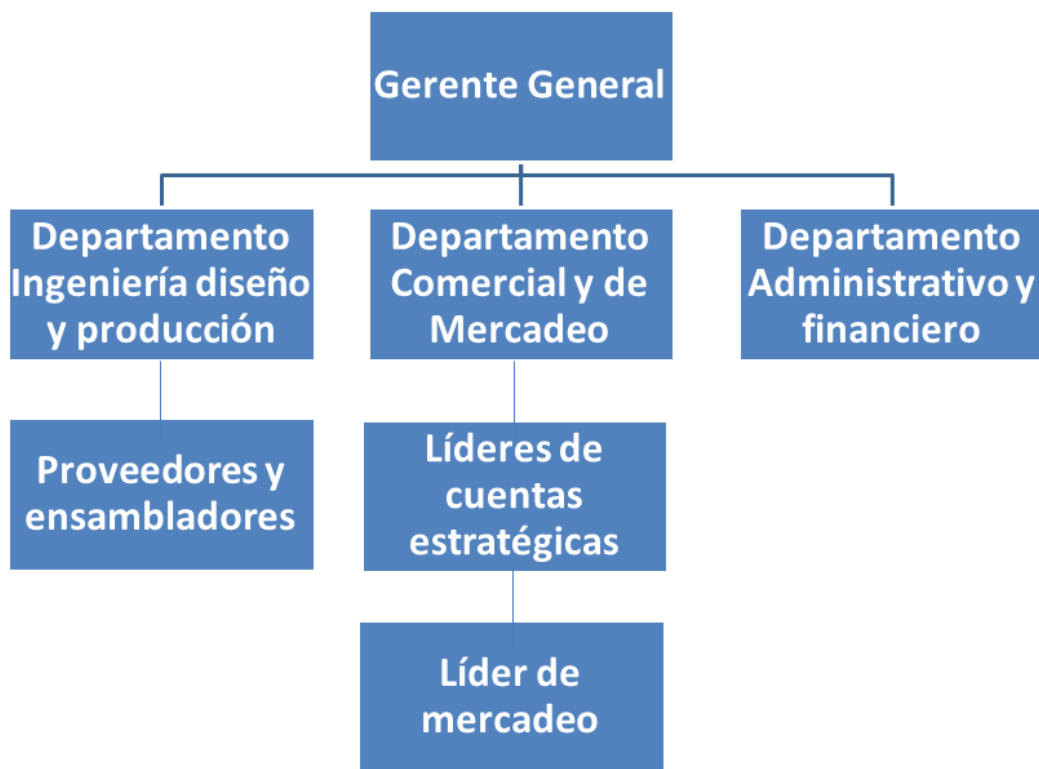 Gerente General
Departamento
Ingeniería diseño
y producción
Departamento
Comercial y de
Mercadeo
Departamento
Administrativo y
financiero
Proveedores y
ensambladores
Líderes de
cuentas
estratégicas
Líder de
mercadeo